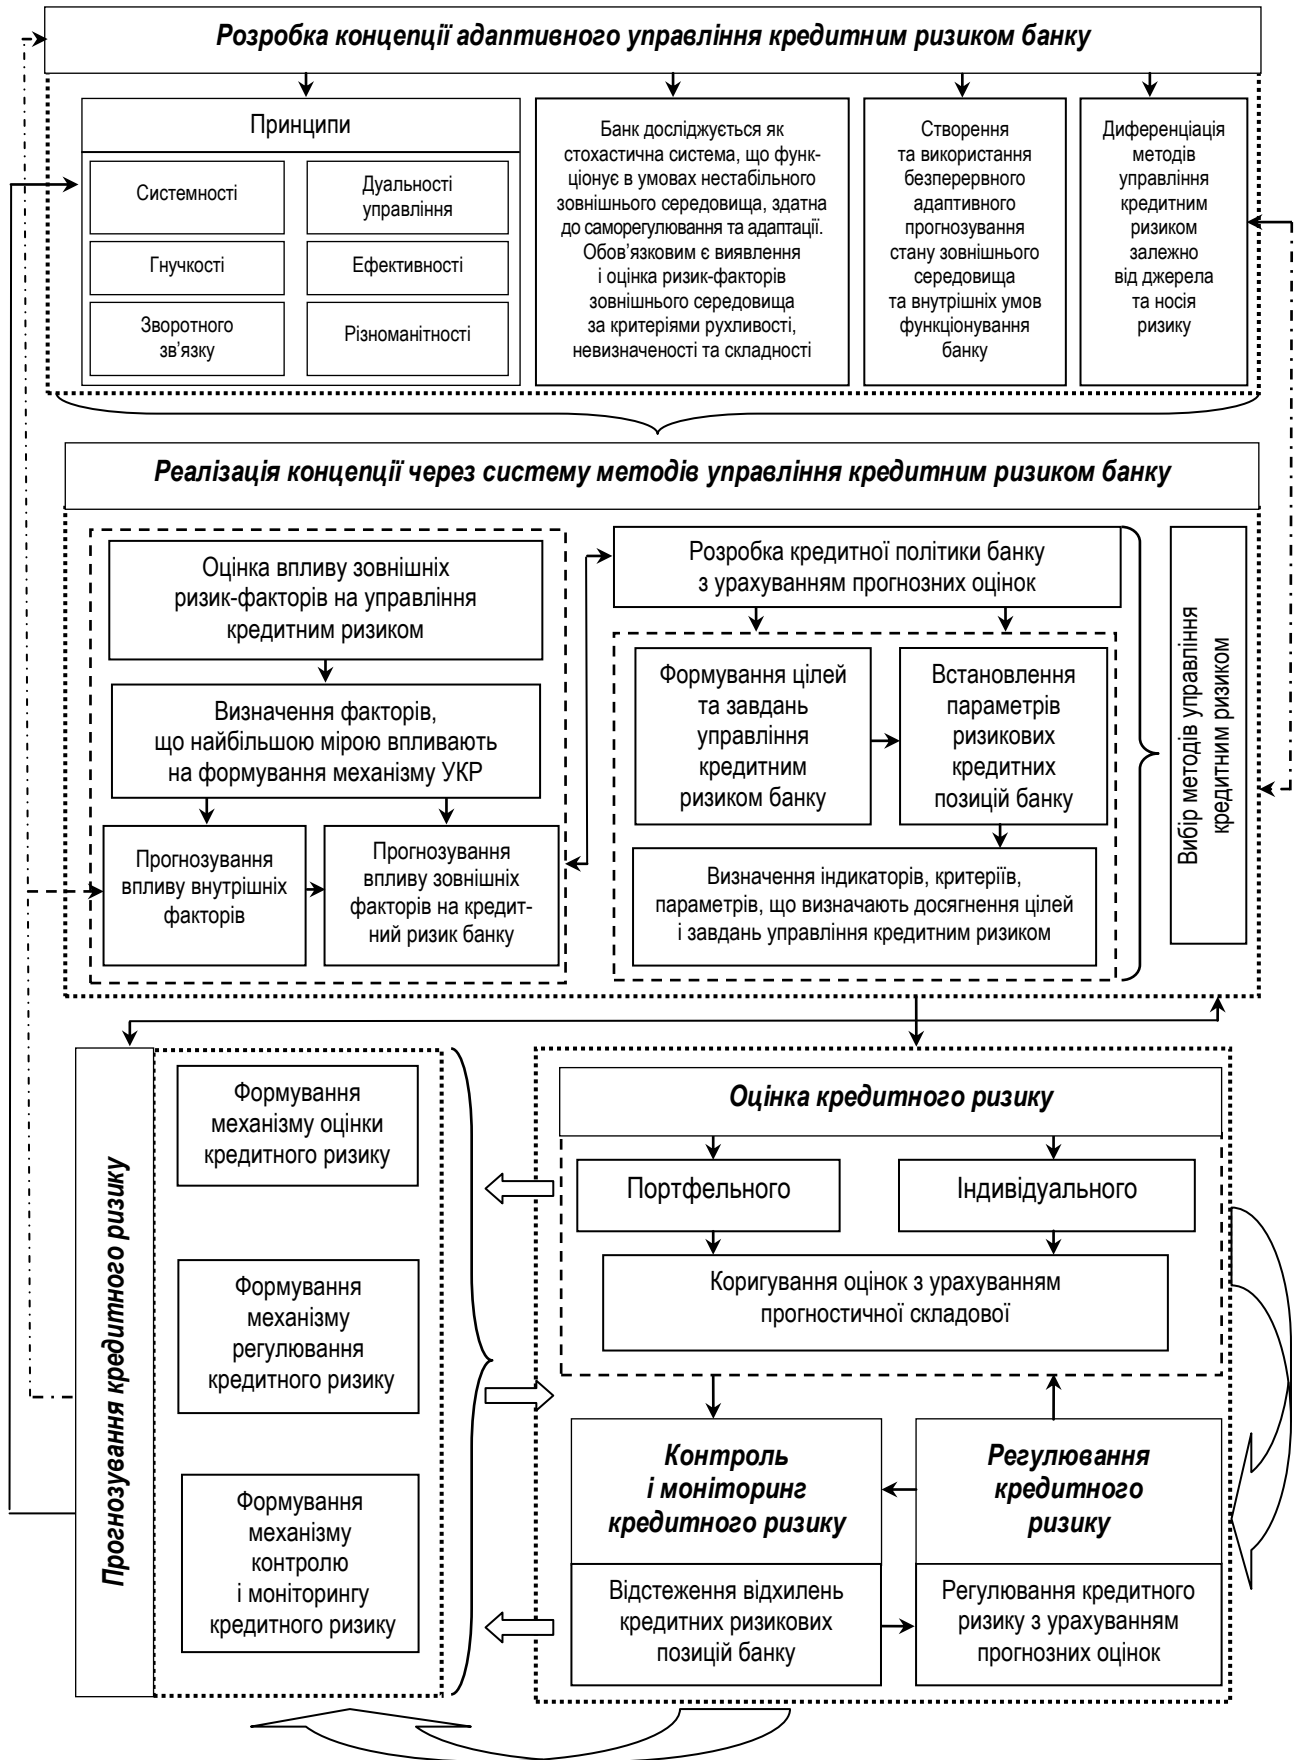 Розробка концепції адаптивного управління кредитним ризиком банку
Принципи
Системності
Дуальності
управління
Гнучкості
Ефективності
Зворотного
зв’язку
Різноманітності
Банк досліджується як
стохастична система, що функ-
ціонує в умовах нестабільного
зовнішнього середовища, здатна
до саморегулювання та адаптації.
Обов’язковим є виявлення
і оцінка ризик-факторів
зовнішнього середовища
за критеріями рухливості,
невизначеності та складності
Створення
та використання
безперервного
адаптивного
прогнозування
стану зовнішнього
середовища
та внутрішніх умов
функціонування
банку
Диференціація
методів
управління
кредитним
ризиком
залежно
від джерела
та носія
ризику
Реалізація концепції через систему методів управління кредитним ризиком банку
Оцінка впливу зовнішніх
ризик-факторів на управління
кредитним ризиком
Визначення факторів,
що найбільшою мірою впливають
на формування механізму УКР
Прогнозування
впливу внутрішніх
факторів
Прогнозування
впливу зовнішніх
факторів на кредит-
ний ризик банку
Розробка кредитної політики банку
з урахуванням прогнозних оцінок
Формування цілей
та завдань
управління
кредитним
ризиком банку
Встановлення
параметрів
ризикових
кредитних
позицій банку
Визначення індикаторів, критеріїв,
параметрів, що визначають досягнення цілей
і завдань управління кредитним ризиком
Вибір методів управління
кредитним ризиком
Прогнозування кредитного ризику
Формування
механізму оцінки
кредитного ризику
Формування
механізму
регулювання
кредитного ризику
Формування
механізму
контролю
і моніторингу
кредитного ризику
Оцінка кредитного ризику
Портфельного
Індивідуального
Коригування оцінок з урахуванням
прогностичної складової
Контроль
і моніторинг
кредитного ризику
Відстеження відхилень
кредитних ризикових
позицій банку
Регулювання
кредитного
ризику
Регулювання кредитного
ризику з урахуванням
прогнозних оцінок